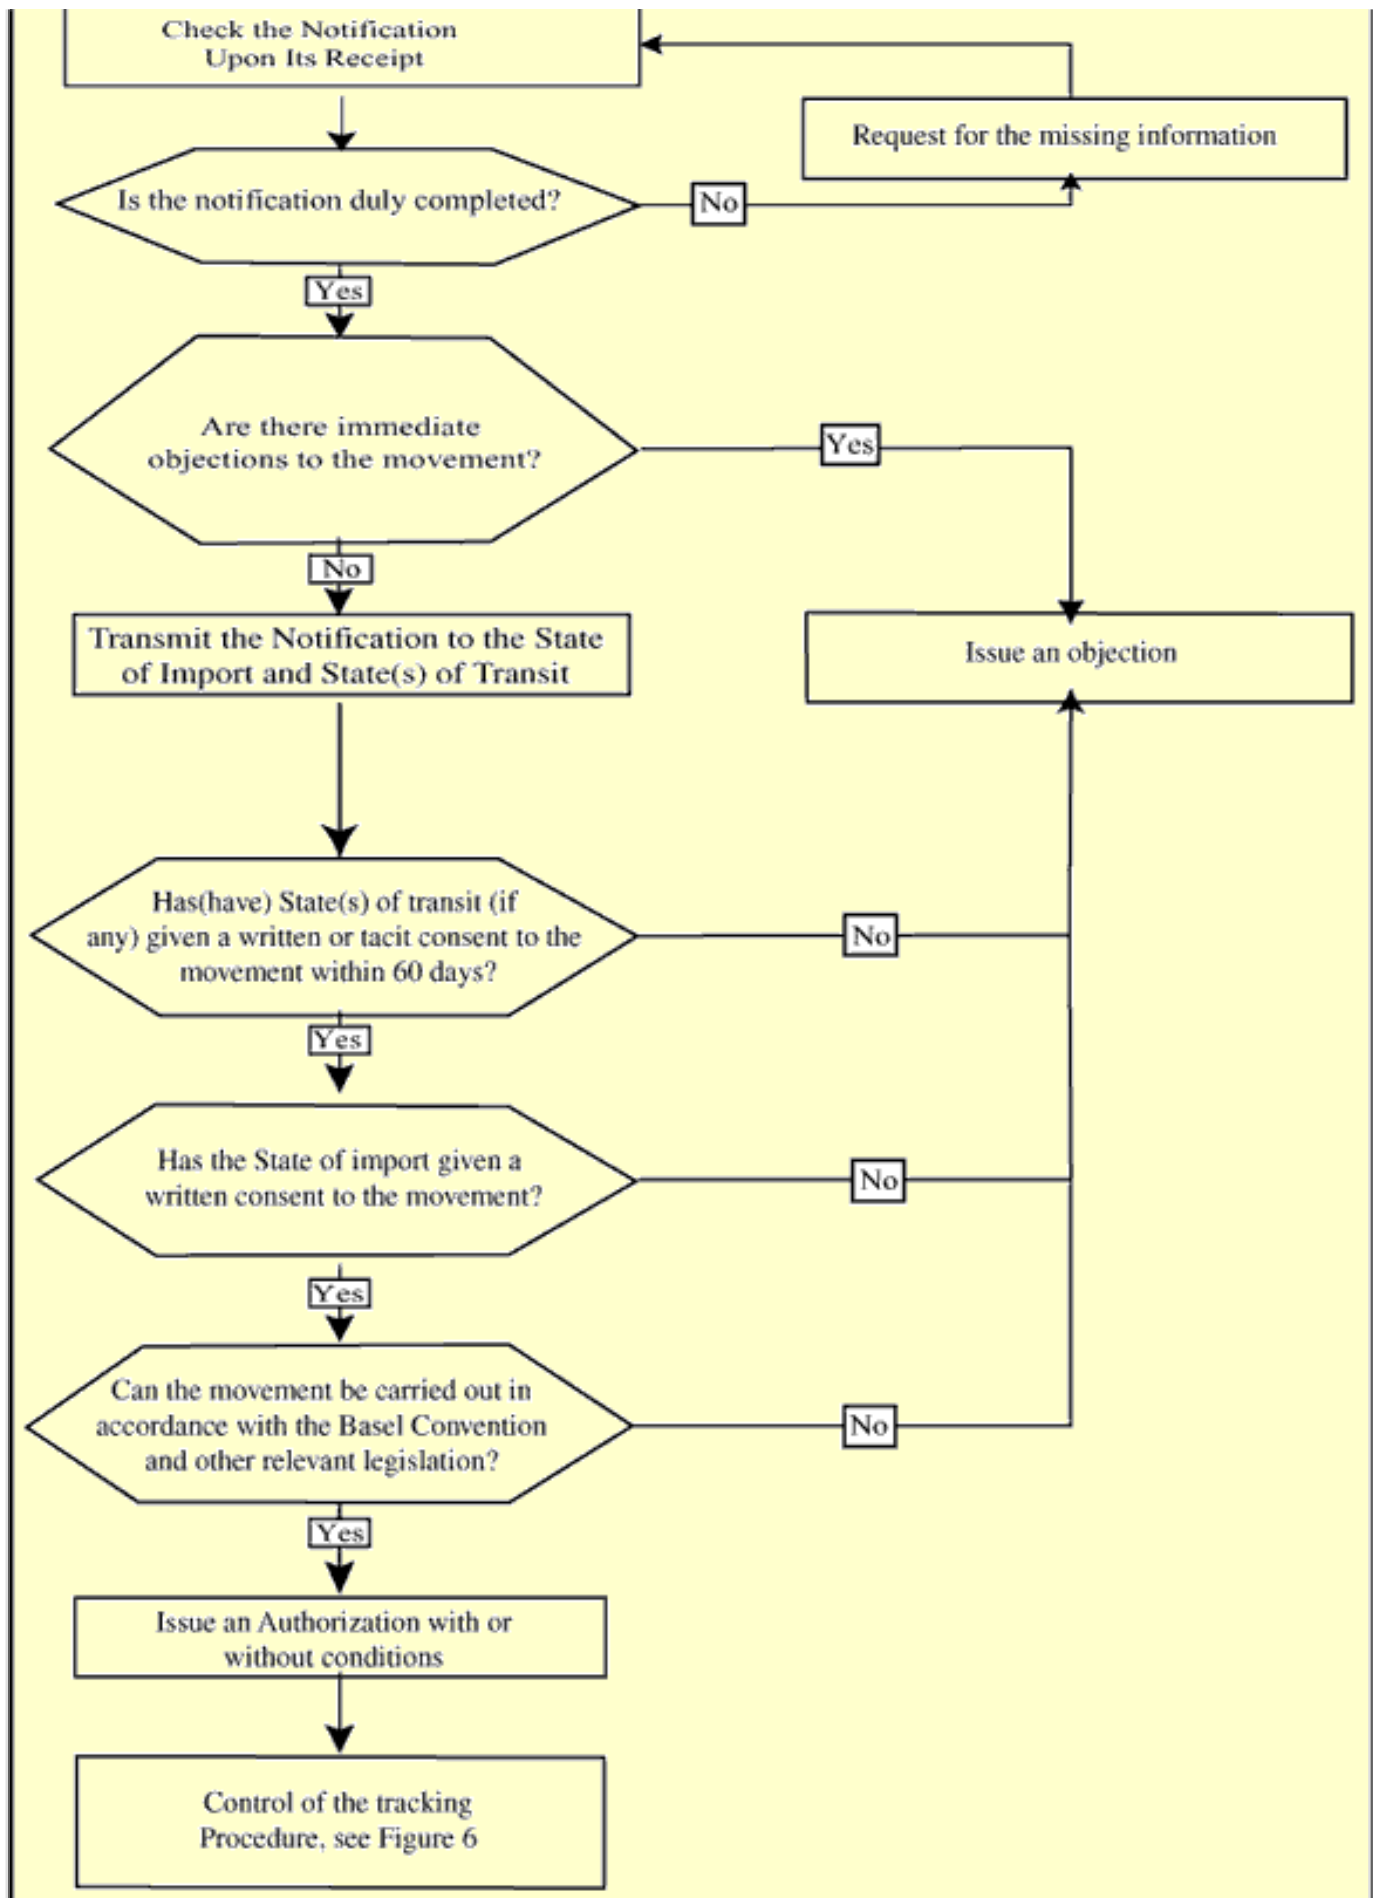 Check the Notification
Upon Its Receipt
Request for the missing information
Is the notification duly completed?
No
Yes
Are there immediate
objections to the movement?
Yes
No
Transmit the Notification to the State
of Import and State(s) of Transit
Issue an objection
Has(have) State(s) of transit (if
any) given a written or tacit consent to the
movement within 60 days?
No
Yes
Has the State of import given a
written consent to the movement?
No
Yes
Can the movement be carried out in
accordance with the Basel Convention
and other relevant legislation?
No
Yes
Issue an Authorization with or
without conditions
Control of the tracking
Procedure, see Figure 6